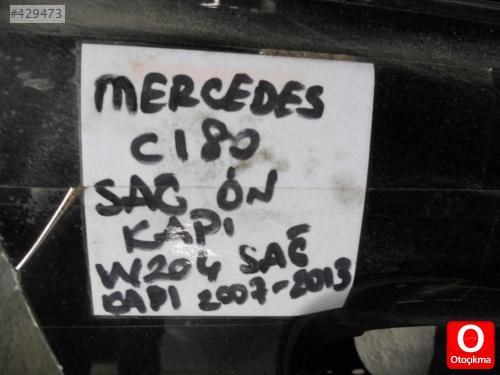 #429473
MERCEDES
C180
SAĞ ÖN
KAPI
W204 SAĞ
KAPI 2007-2013
O
Otoçıkma